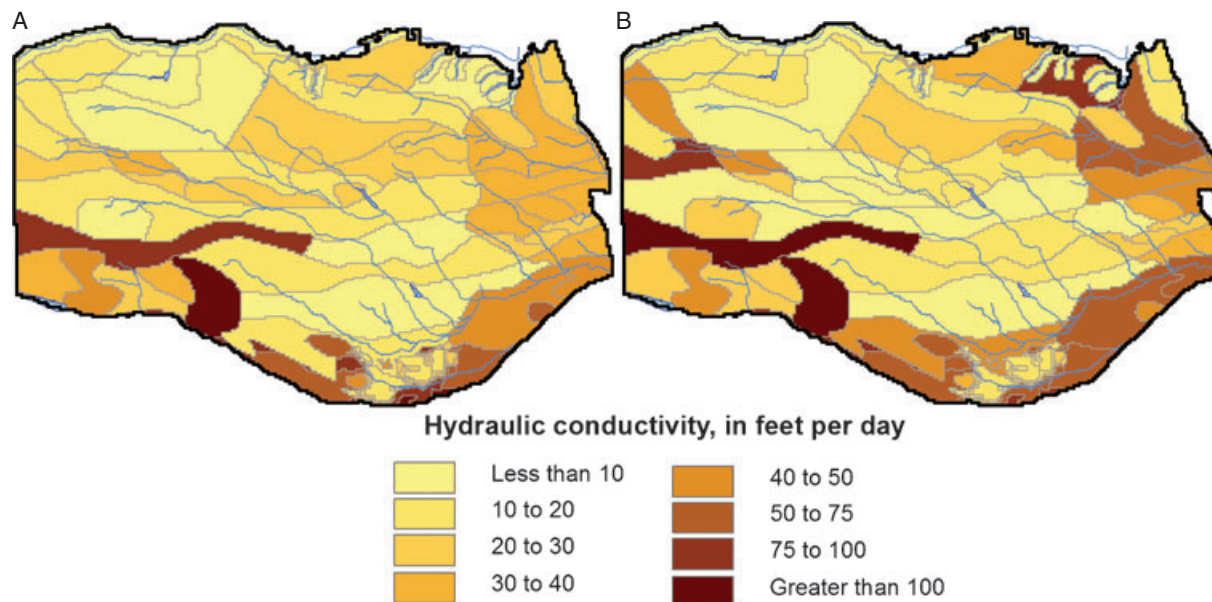 A
B
Hydraulic conductivity, in feet per day
Less than 10
10 to 20
20 to 30
30 to 40
40 to 50
50 to 75
75 to 100
Greater than 100